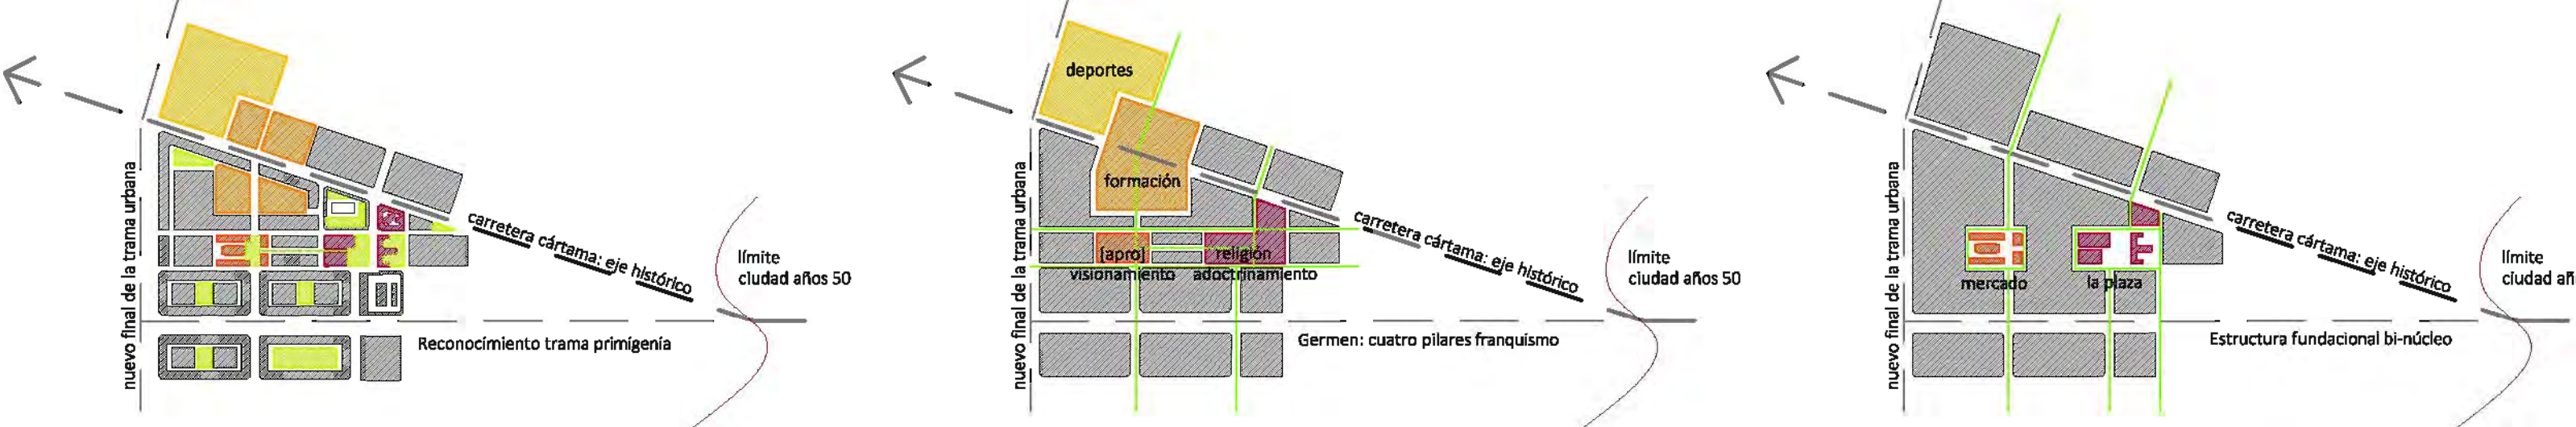 nuevo final de la trama urbana
carretera cártama: eje histórico
límite
ciudad años 50
Reconocimiento trama primigenia
nuevo final de la trama urbana
deportes
formación
[apro]
visionamiento
religión
adoctrinamiento
carretera cártama: eje histórico
límite
ciudad años 50
Germen: cuatro pilares franquismo
nuevo final de la trama urbana
mercado
la plaza
carretera cártama: eje histórico
límite
ciudad añ
Estructura fundacional bi-núcleo